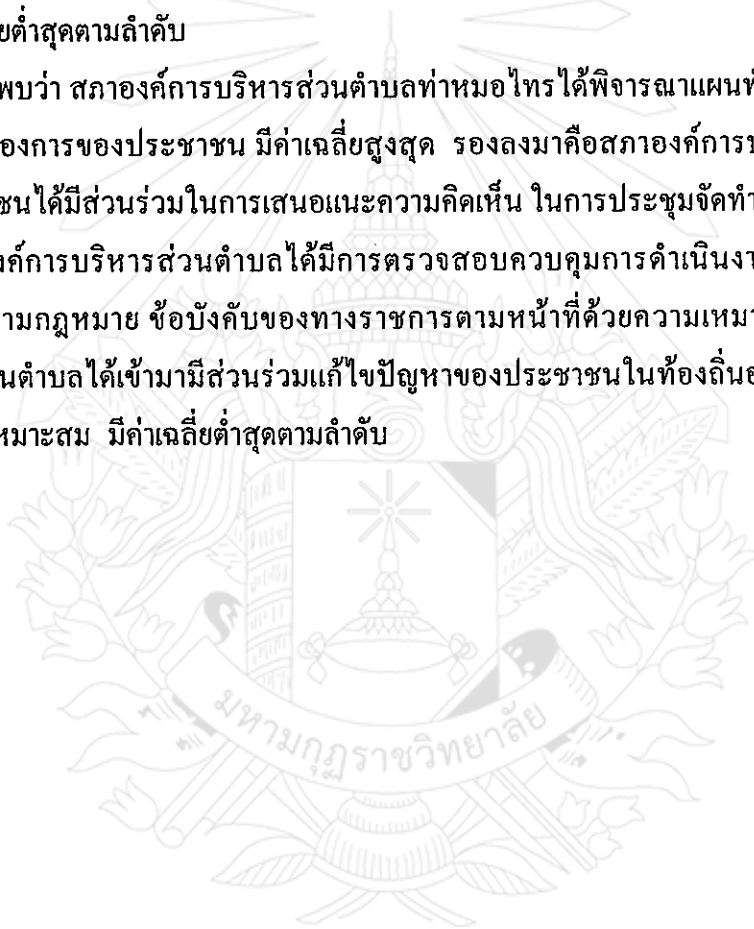 ยต่ำสุดตามลำดับ
พบว่า สภาองค์การบริหารส่วนตำบลท่าหมอไทรได้พิจารณาแผนพ
องการของประชาชน มีค่าเฉลี่ยสูงสุด รองลงมาคือสภาองค์การบ
ชนได้มีส่วนร่วมในการเสนอแนะความคิดเห็น ในการประชุมจัดทำ
งค์การบริหารส่วนตำบลได้มีการตรวจสอบควบคุมการดำเนินงา
ามกฎหมาย ข้อบังคับของทางราชการตามหน้าที่ด้วยความเหมา
นตำบลได้เข้ามามีส่วนร่วมแก้ไขปัญหาของประชาชนในท้องถิ่นอ
หมาะสม มีค่าเฉลี่ยต่ำสุดตามลำดับ
มหามกุฏราชวิทยาลัย